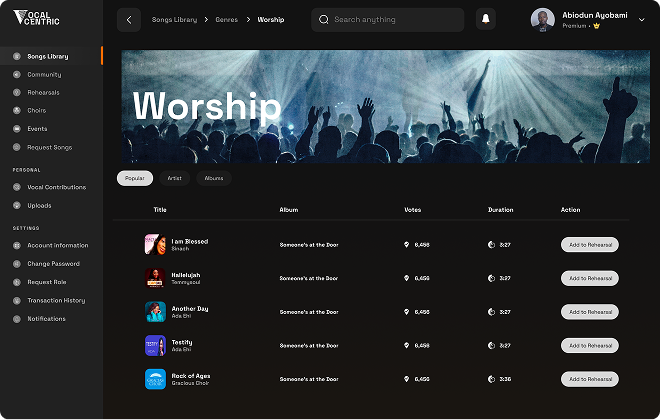 VOCAL
CENTRIC
Songs Library
Genres
Worship
Search anything
Abiodun Ayobami
Premium •
Songs Library
Community
Rehearsals
Choirs
Events
Request Songs
PERSONAL
Vocal Contributions
Uploads
SETTINGS
Account information
Change Password
Request Role
Transaction History
Notifications
Worship
Popular
Artist
Albums
Title Album Votes Duration Action
I am Blessed
Sinach
Someone's at the Door 6,456 3:27 Add to Rehearsal
Hallelujah
Temmysoul
Someone's at the Door 6,456 3:27 Add to Rehearsal
Another Day
Ada Ehi
Someone's at the Door 6,456 3:27 Add to Rehearsal
TESTIFY
Testify
Ada Ehi
Someone's at the Door 6,456 3:27 Add to Rehearsal
Rock of Ages
Gracious Choir
Someone's at the Door 6,456 3:36 Add to Rehearsal